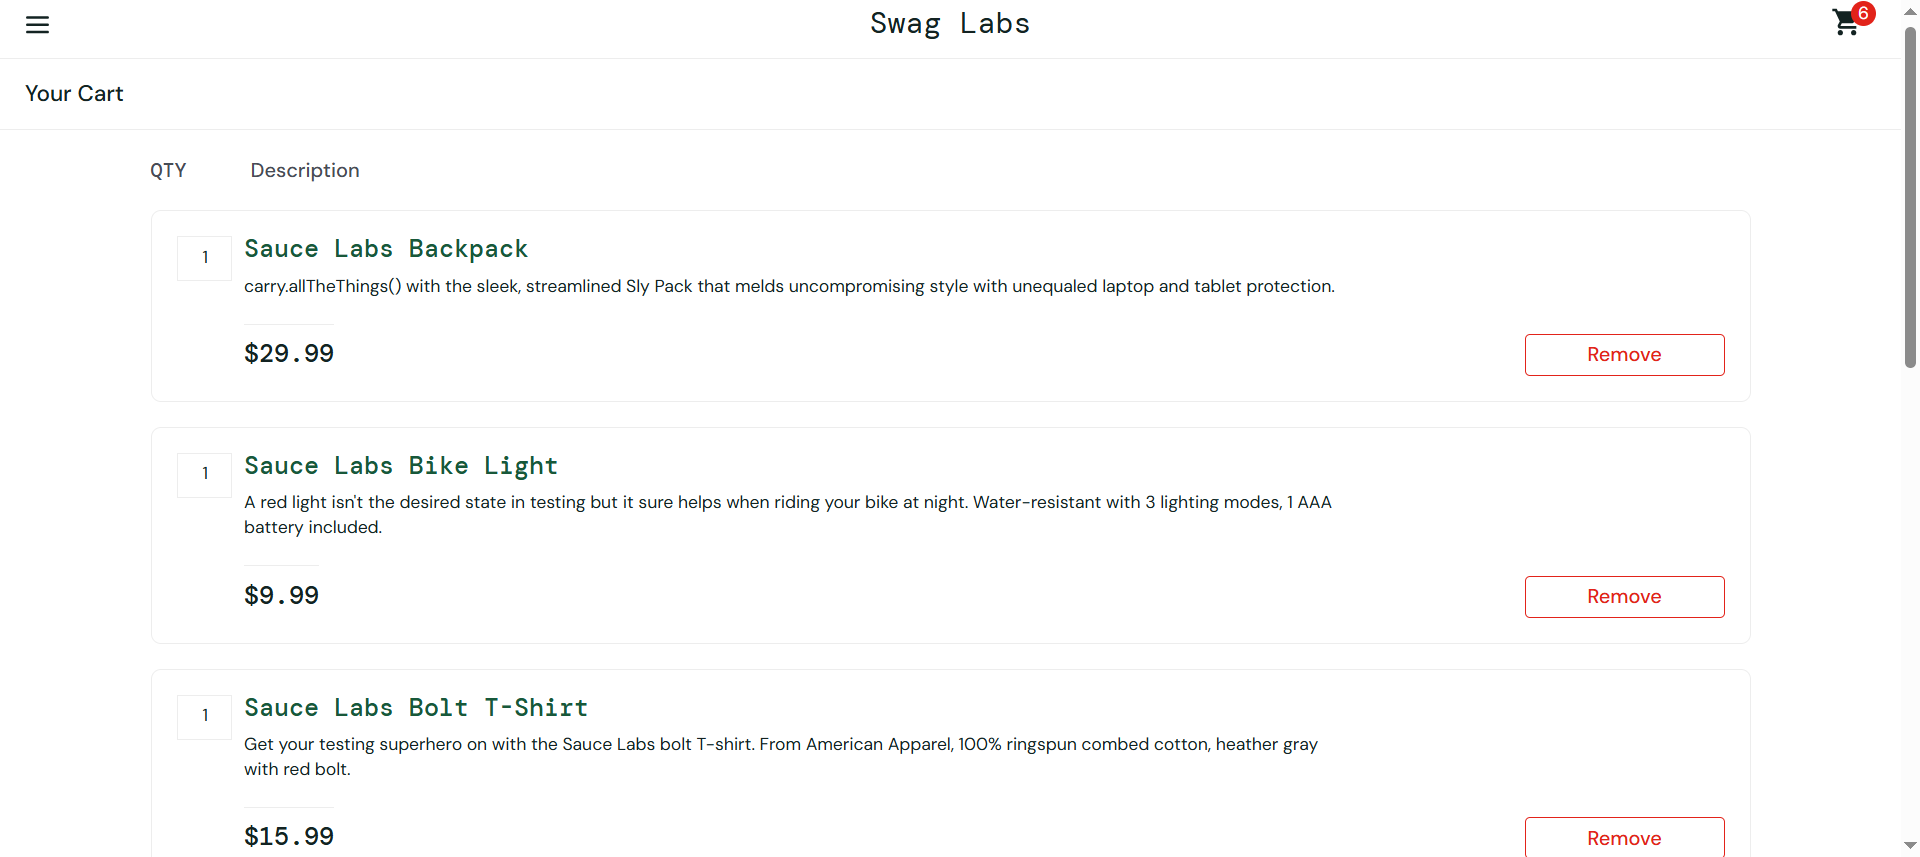 Swag Labs
6
Your Cart
QTY Description
1
Sauce Labs Backpack
carry.allTheThings() with the sleek, streamlined Sly Pack that melds uncompromising style with unequaled laptop and tablet protection.
$29.99
Remove
1
Sauce Labs Bike Light
A red light isn't the desired state in testing but it sure helps when riding your bike at night. Water-resistant with 3 lighting modes, 1 AAA
battery included.
$9.99
Remove
1
Sauce Labs Bolt T-Shirt
Get your testing superhero on with the Sauce Labs bolt T-shirt. From American Apparel, 100% ringspun combed cotton, heather gray
with red bolt.
$15.99
Remove